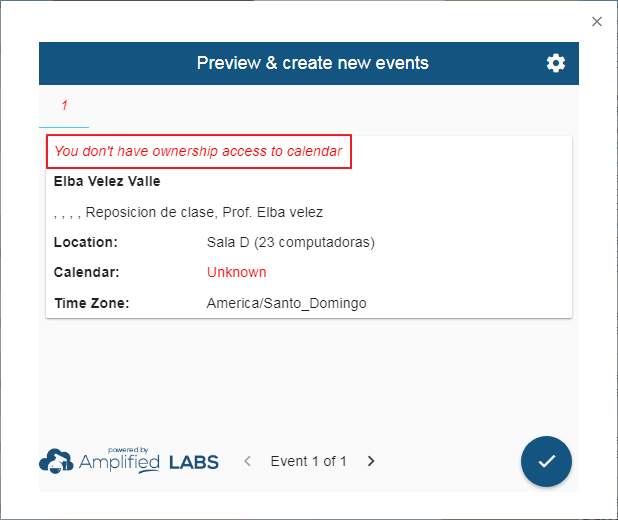 Preview & create new events
1
You don't have ownership access to calendar
Elba Velez Valle
, , , , Reposicion de clase, Prof. Elba velez
Location: Sala D (23 computadoras)
Calendar: Unknown
Time Zone: America/Santo_Domingo
powered by
Amplified LABS
Event 1 of 1